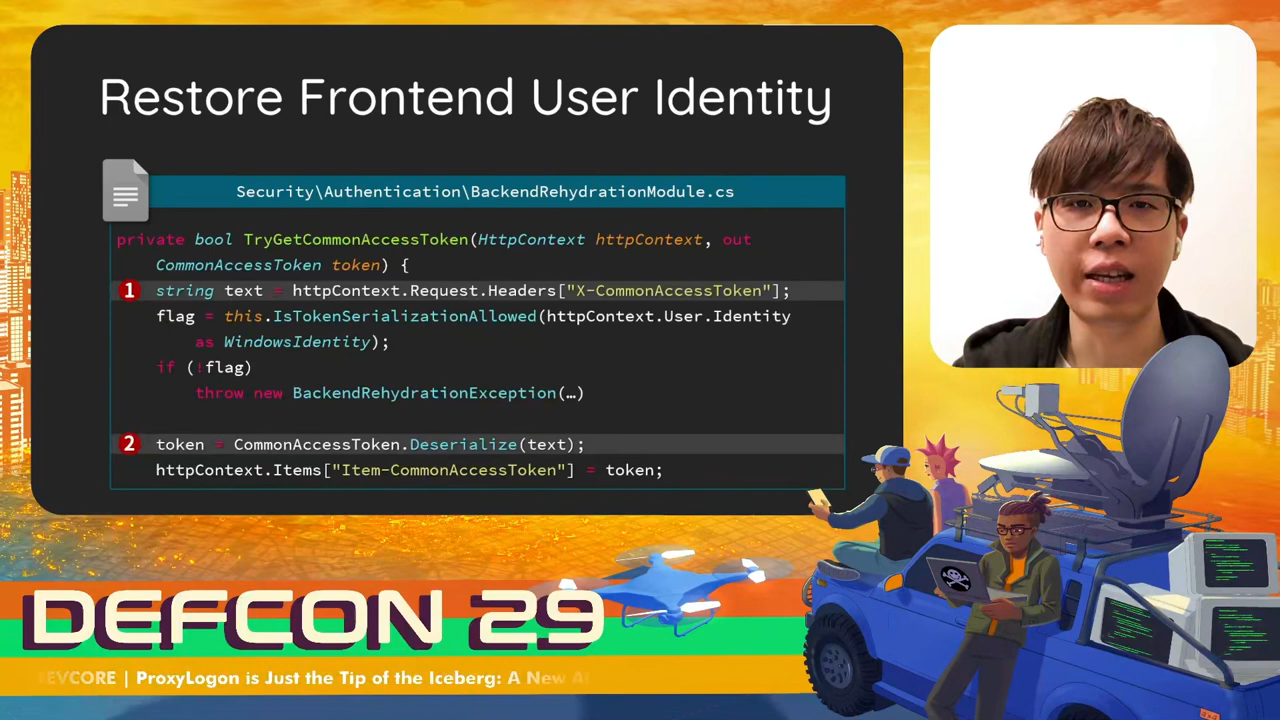 Restore Frontend User Identity
Security\Authentication\BackendRehydrationModule.cs
private bool TryGetCommonAccessToken(HttpContext httpContext, out
CommonAccessToken token) {
1 string text = httpContext.Request.Headers["X-CommonAccessToken"];
flag = this.IsTokenSerializationAllowed(httpContext.User.Identity
as WindowsIdentity);
if (!flag)
throw new BackendRehydrationException(…)
2 token = CommonAccessToken.Deserialize(text);
httpContext.Items["Item-CommonAccessToken"] = token;
DEFCON 29
EVCORE | ProxyLogon is Just the Tip of the Iceberg: A New A